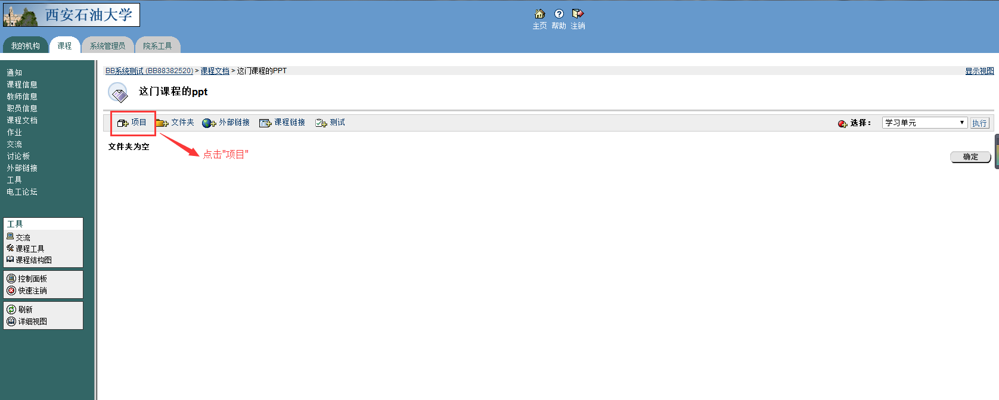 西安石油大学
主页 帮助 注销
我的机构 课程 系统管理员 院系工具
BB系统测试 (BB88382520) > 课程文档 > 这门课程的PPT 显示视图
这门课程的ppt
项目 文件夹 外部链接 课程链接 测试 选择： 学习单元 执行
文件夹为空
点击"项目"
确定
通知
课程信息
教师信息
职员信息
课程文档
作业
交流
讨论板
外部链接
工具
电工论坛
工具
交流
课程工具
课程结构图
控制面板
快速注销
刷新
详细视图